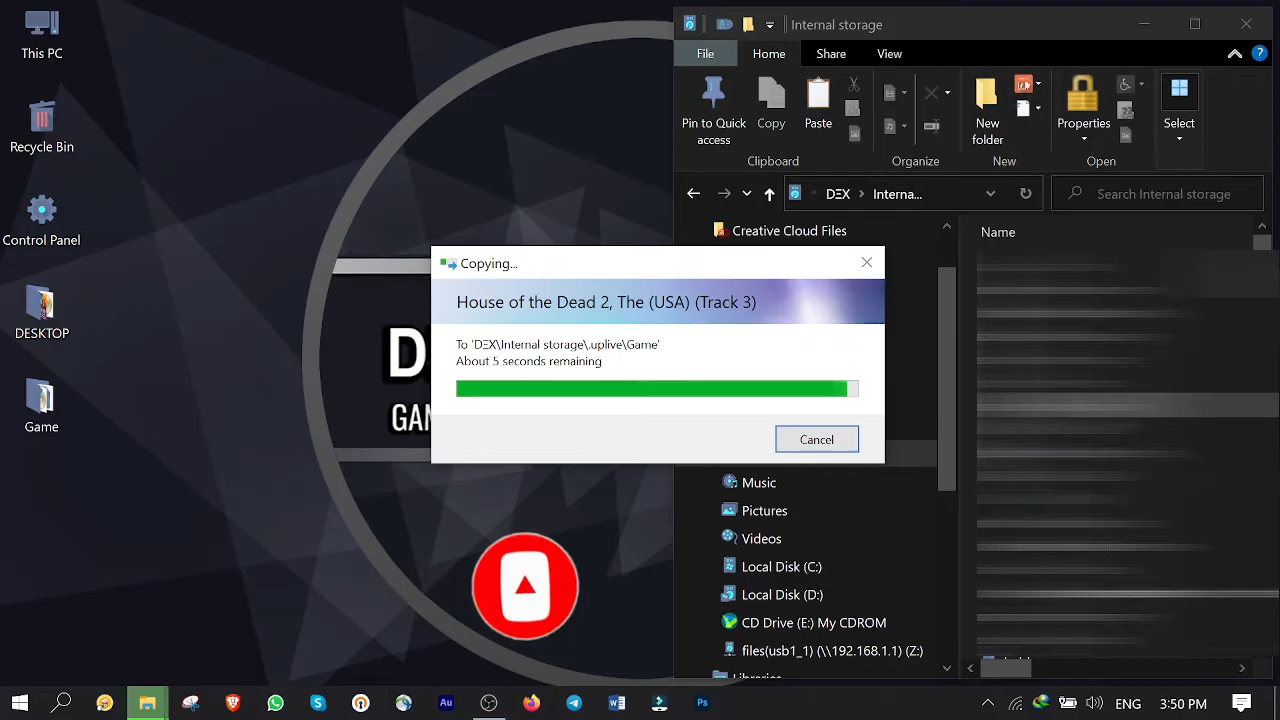 This PC
Recycle Bin
Control Panel
DESKTOP
Game
Internal storage
File Home Share View
Pin to Quick access
Copy
Paste
New folder
Properties
Select
Clipboard Organize New Open
DEX Interna...
Search Internal storage
Creative Cloud Files
Name
Copying...
House of the Dead 2, The (USA) (Track 3)
To 'DEX\Internal storage\.uplive\Game'
About 5 seconds remaining
Cancel
GAM
Music
Pictures
Videos
Local Disk (C:)
Local Disk (D:)
CD Drive (E:) My CDROM
files(usb1_1) (\\192.168.1.1) (Z:)
Libraries
Au
W
Ps
ENG
3:50 PM